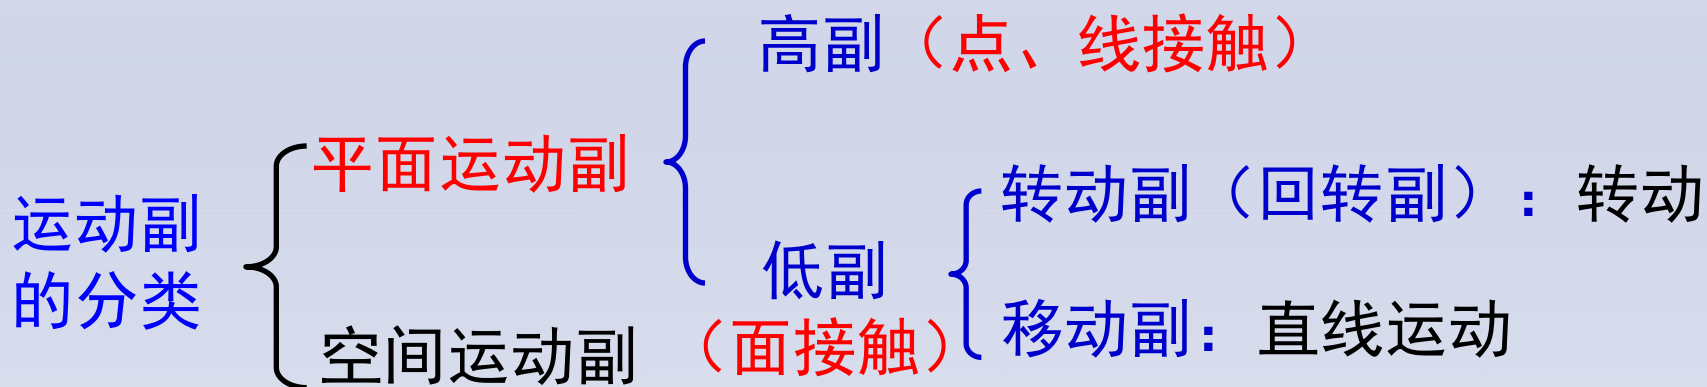 高副（点、线接触）
平面运动副
转动副（回转副）：转动
运动副
的分类
低副
（面接触）
移动副：直线运动
空间运动副